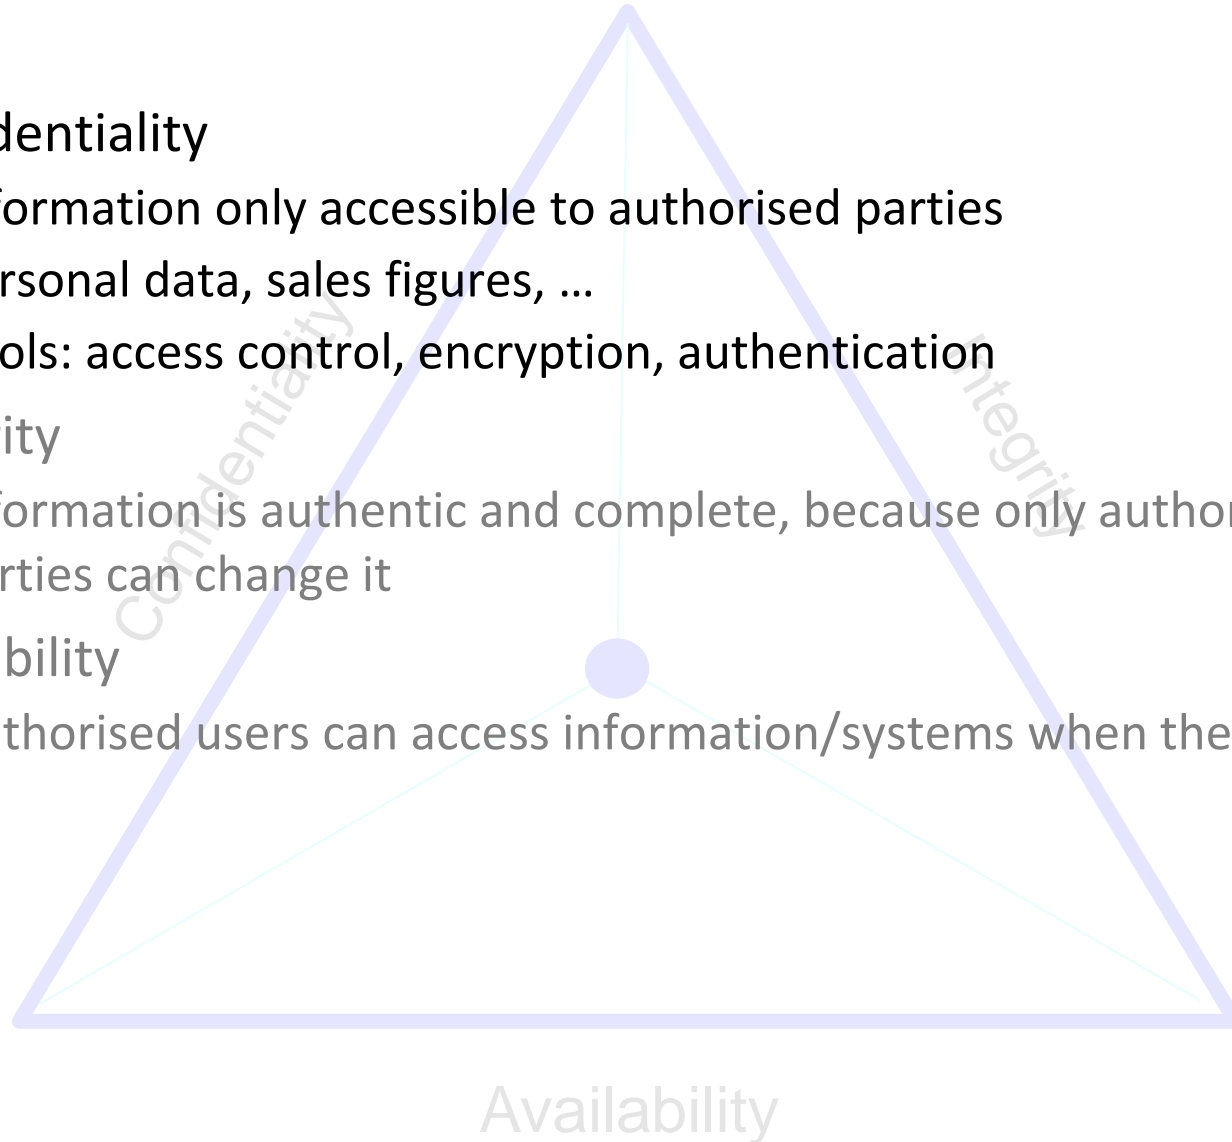 dentiality
formation only accessible to authorised parties
rsonal data, sales figures, …
ols: access control, encryption, authentication
ity
formation is authentic and complete, because only author
rties can change it
bility
thorised users can access information/systems when the
Confidentiality
Integrity
Availability